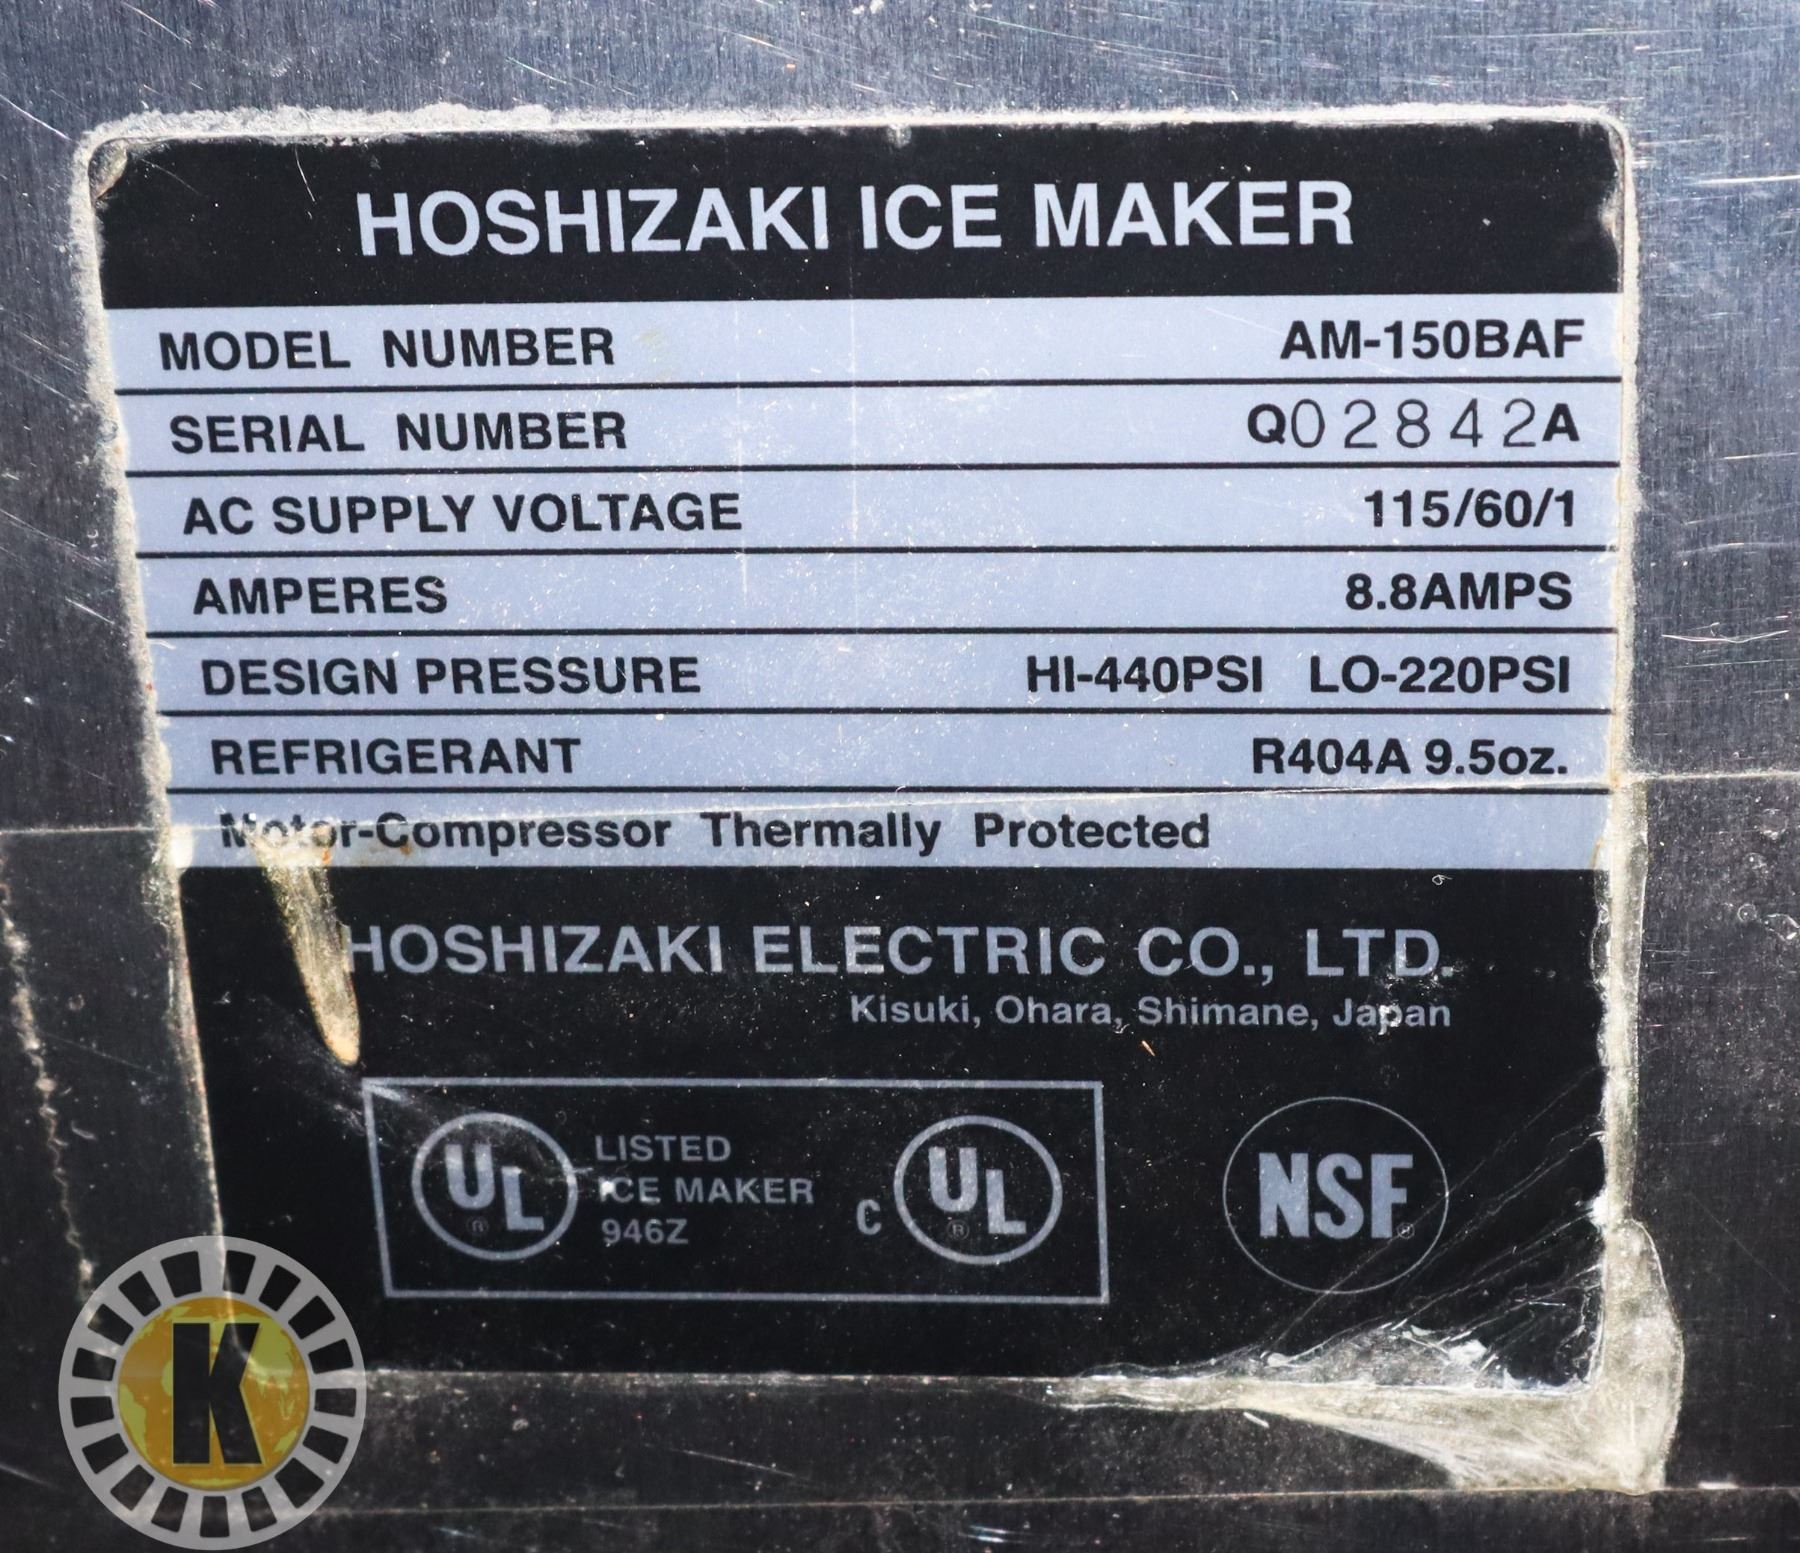 HOSHIZAKI ICE MAKER
MODEL NUMBER AM-150BAF
SERIAL NUMBER Q02842A
AC SUPPLY VOLTAGE 115/60/1
AMPERES 8.8AMPS
DESIGN PRESSURE HI-440PSI LO-220PSI
REFRIGERANT R404A 9.5oz.
Motor-Compressor Thermally Protected
HOSHIZAKI ELECTRIC CO., LTD.
Kisuki, Ohara, Shimane, Japan
UL® LISTED
ICE MAKER
946Z
C UL®
NSF®
K